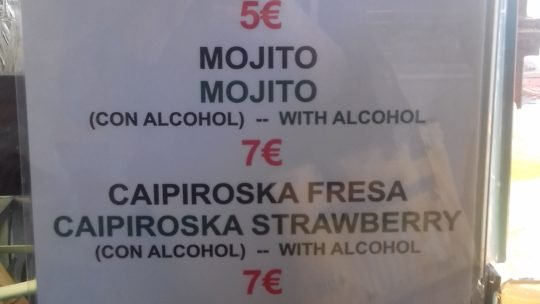 5€
MOJITO
MOJITO
(CON ALCOHOL) -- WITH ALCOHOL
7€
CAIPIROSKA FRESA
CAIPIROSKA STRAWBERRY
(CON ALCOHOL) -- WITH ALCOHOL
7€